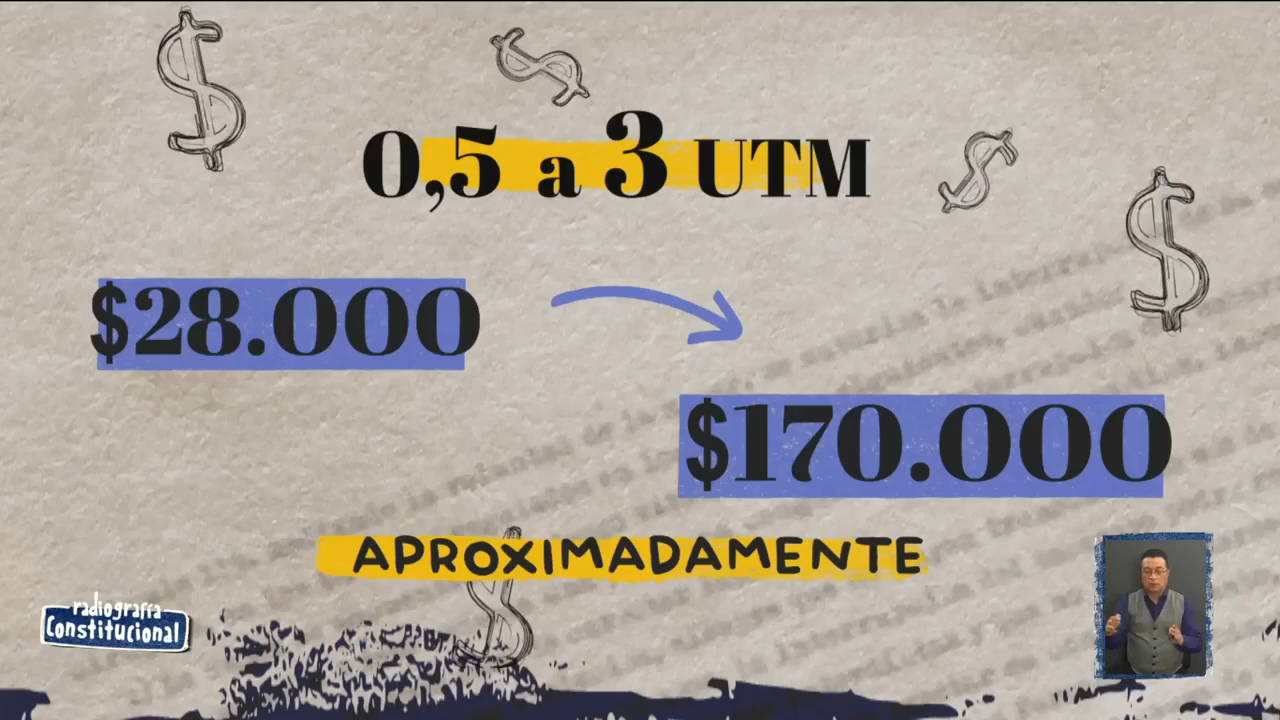 0,5 a 3 UTM
$28.000
$170.000
APROXIMADAMENTE
radiografía
Constitucional